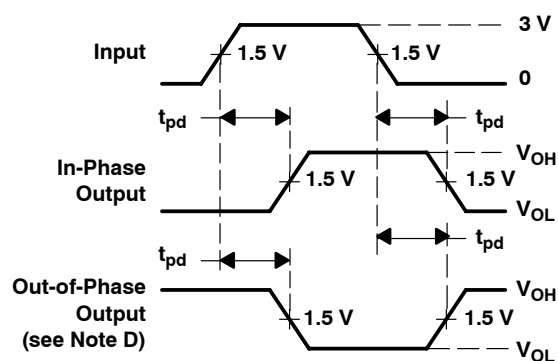 3 V
Input
1.5 V
1.5 V
0
tpd
tpd
VOH
In-Phase
Output
1.5 V
1.5 V
VOL
tpd
tpd
Out-of-Phase
Output
(see Note D)
VOH
1.5 V
1.5 V
VOL